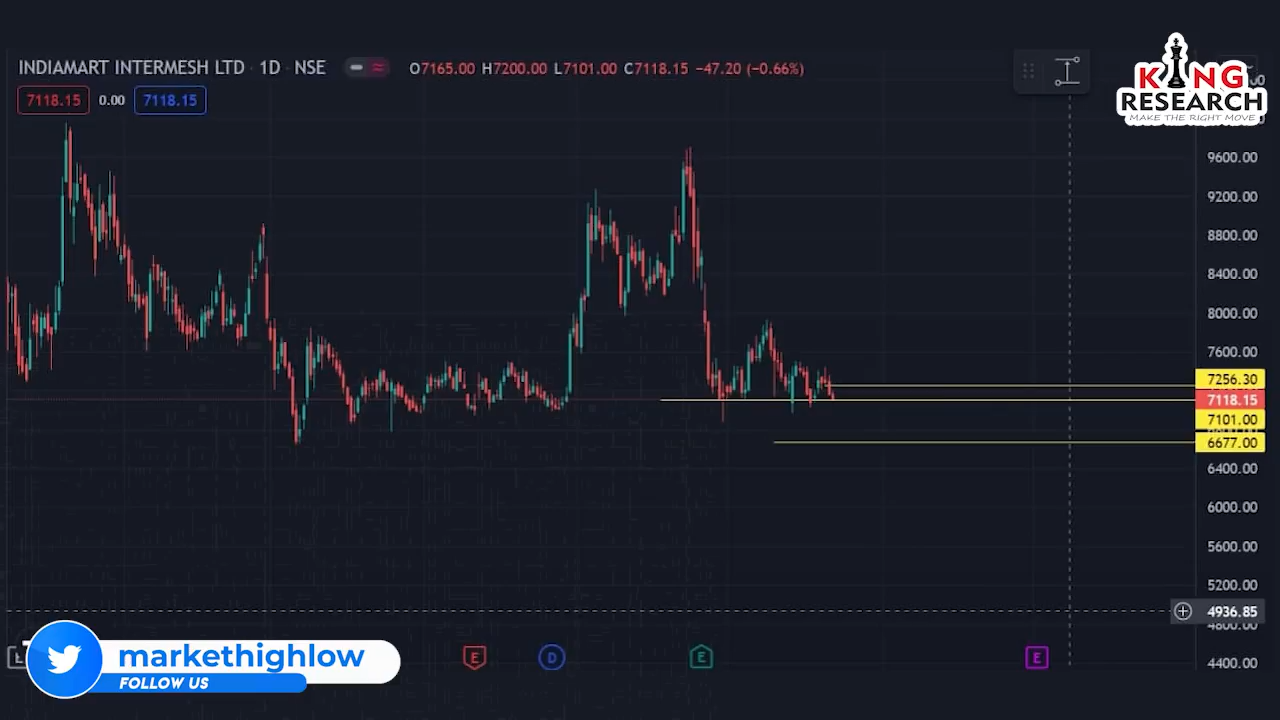 INDIAMART INTERMESH LTD · 1D · NSE
O7165.00 H7200.00 L7101.00 C7118.15 −47.20 (−0.66%)
7118.15 0.00 7118.15
KING
RESEARCH
MAKE THE RIGHT MOVE
9600.00
9200.00
8800.00
8400.00
8000.00
7600.00
7256.30
7118.15
7101.00
6677.00
6400.00
6000.00
5600.00
5200.00
4936.85
4800.00
4400.00
E
E
D
E
E
markethighlow
FOLLOW US